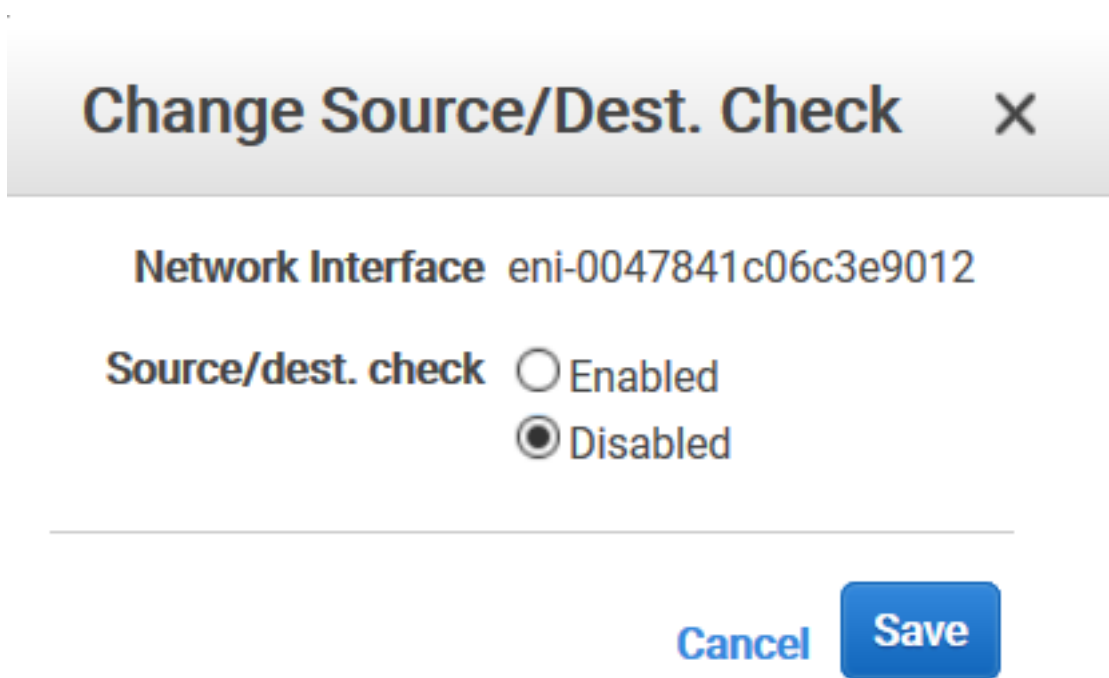 Change Source/Dest. Check
Network Interface eni-0047841c06c3e9012
Source/dest. check Enabled
Disabled
Cancel Save